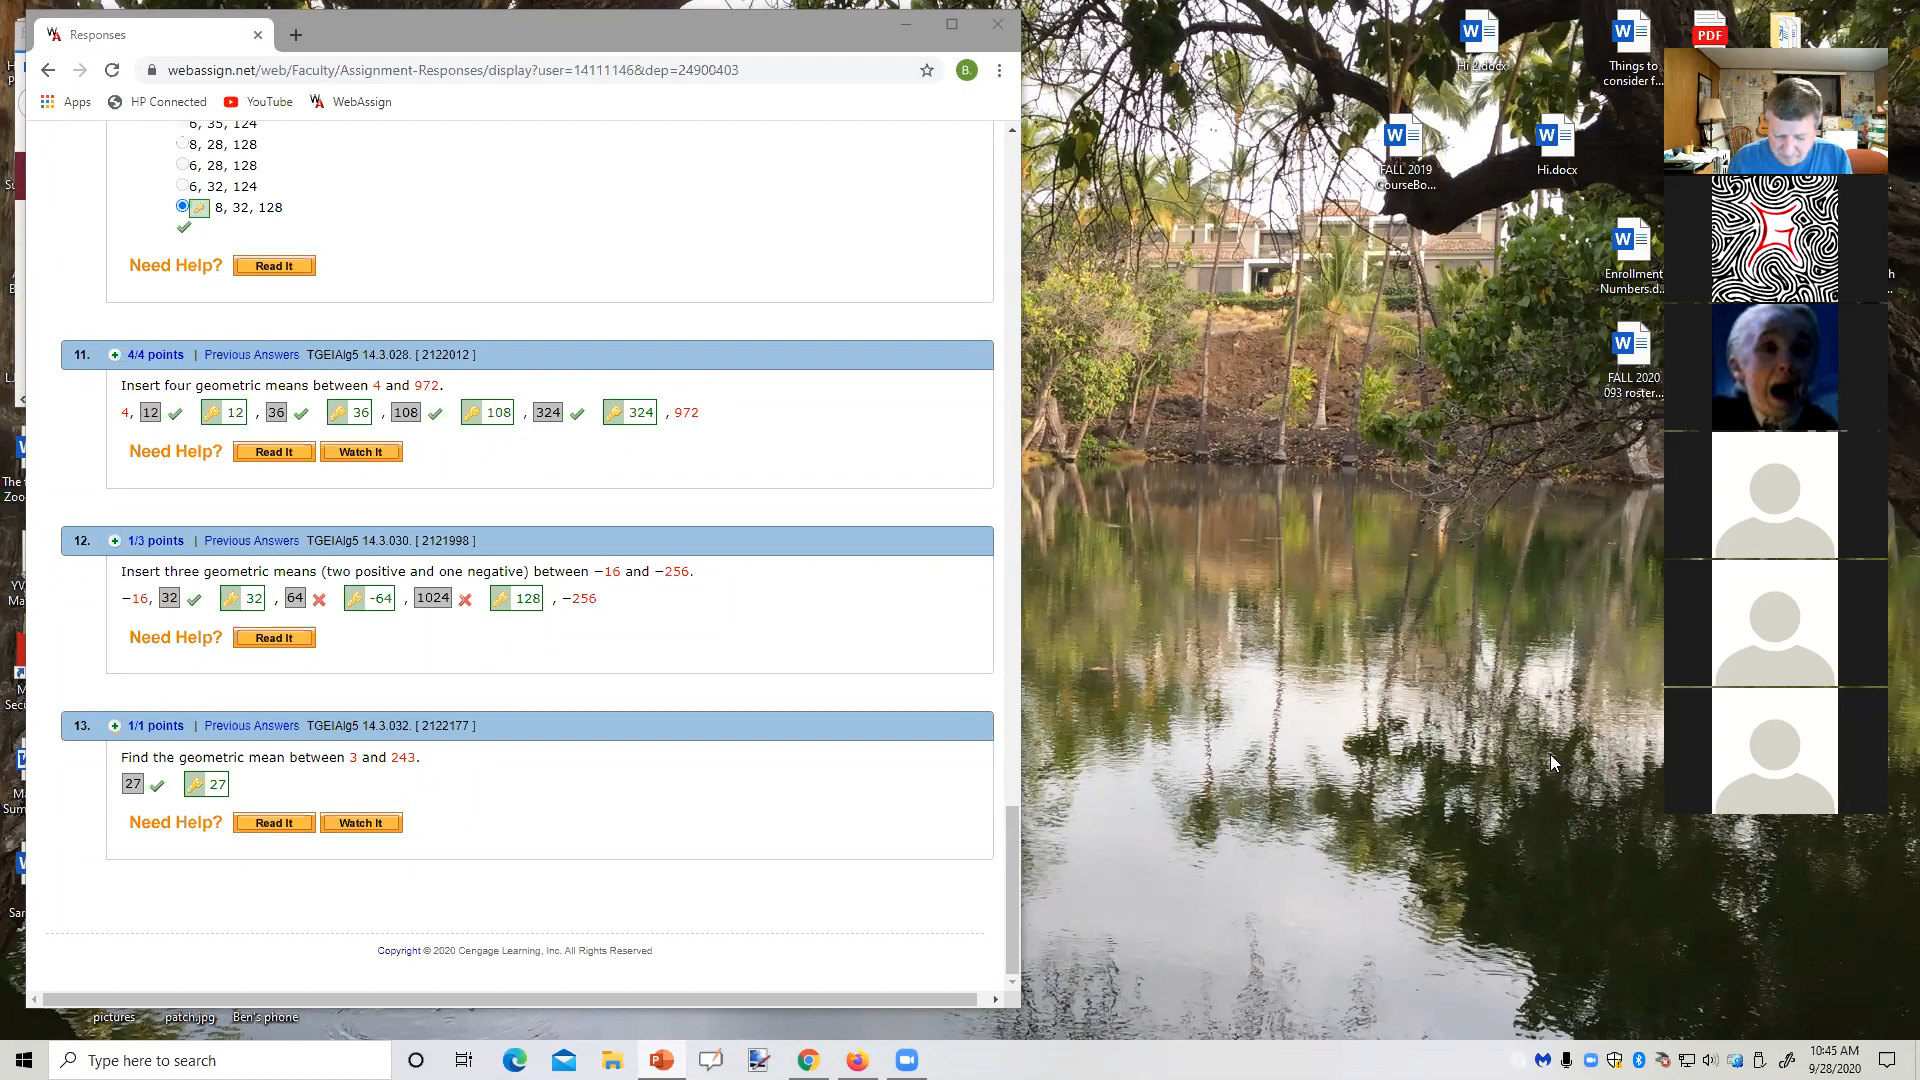 Responses
webassign.net/web/Faculty/Assignment-Responses/display?user=14111146&dep=24900403
B.
Apps
HP Connected
YouTube
WebAssign
6, 35, 124
8, 28, 128
6, 28, 128
6, 32, 124
8, 32, 128
Need Help? Read It
11. 4/4 points | Previous Answers TGEIAlg5 14.3.028. [ 2122012 ]
Insert four geometric means between 4 and 972.
4, 12 12 , 36 36 , 108 108 , 324 324 , 972
Need Help? Read It Watch It
12. 1/3 points | Previous Answers TGEIAlg5 14.3.030. [ 2121998 ]
Insert three geometric means (two positive and one negative) between −16 and −256.
−16, 32 32 , 64 -64 , 1024 128 , −256
Need Help? Read It
13. 1/1 points | Previous Answers TGEIAlg5 14.3.032. [ 2122177 ]
Find the geometric mean between 3 and 243.
27 27
Need Help? Read It Watch It
Copyright © 2020 Cengage Learning, Inc. All Rights Reserved
Hi 2.docx
Things to
consider f...
PDF
FALL 2019
CourseBo...
Hi.docx
Enrollment
Numbers.d...
FALL 2020
093 roster...
pictures
patch.jpg
Ben's phone
Type here to search
10:45 AM
9/28/2020